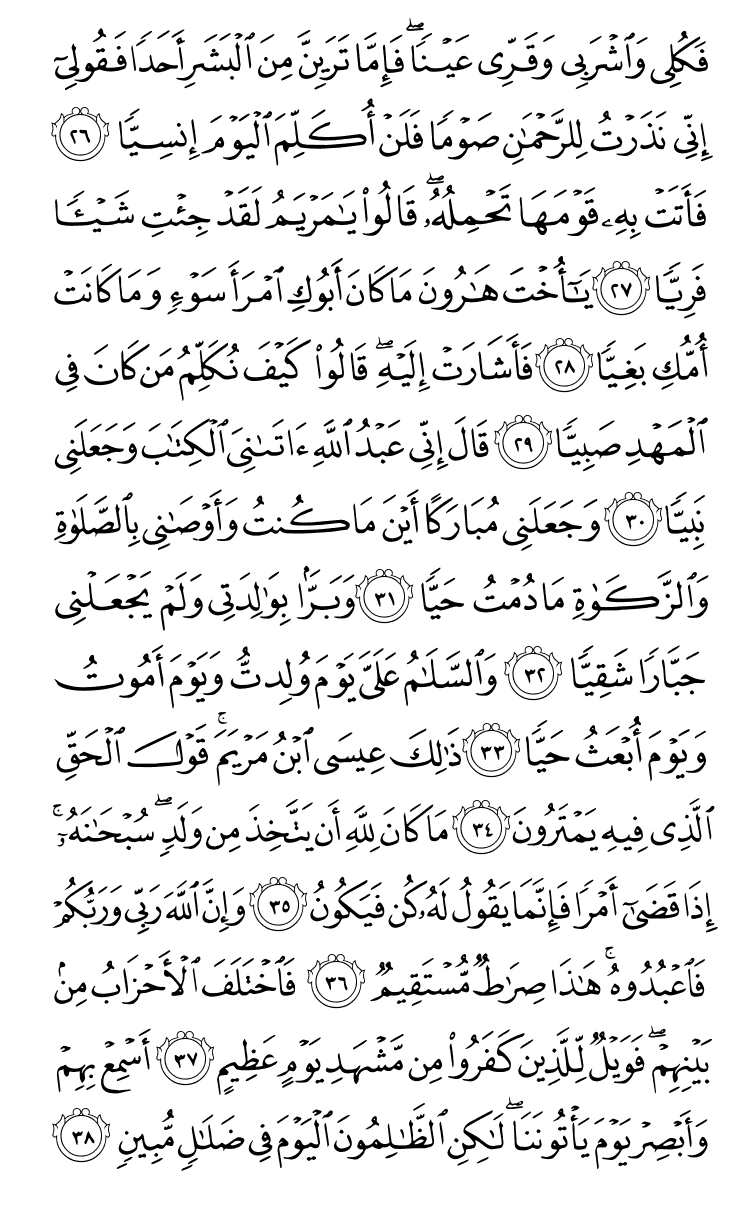 فَكُلِى وَٱشْرَبِى وَقَرِّى عَيْنًاۖ فَإِمَّا تَرَيِنَّ مِنَ ٱلْبَشَرِ أَحَدًا فَقُولِىٓ
إِنِّى نَذَرْتُ لِلرَّحْمَـٰنِ صَوْمًا فَلَنْ أُكَلِّمَ ٱلْيَوْمَ إِنسِيًّا ٢٦
فَأَتَتْ بِهِۦ قَوْمَهَا تَحْمِلُهُۥۖ قَالُوا۟ يَـٰمَرْيَمُ لَقَدْ جِئْتِ شَيْـًٔا
فَرِيًّا ٢٧ يَـٰٓأُخْتَ هَـٰرُونَ مَا كَانَ أَبُوكِ ٱمْرَأَ سَوْءٍ وَمَا كَانَتْ
أُمُّكِ بَغِيًّا ٢٨ فَأَشَارَتْ إِلَيْهِۖ قَالُوا۟ كَيْفَ نُكَلِّمُ مَن كَانَ فِى
ٱلْمَهْدِ صَبِيًّا ٢٩ قَالَ إِنِّى عَبْدُ ٱللَّهِ ءَاتَىٰنِىَ ٱلْكِتَـٰبَ وَجَعَلَنِى
نَبِيًّا ٣٠ وَجَعَلَنِى مُبَارَكًا أَيْنَ مَا كُنتُ وَأَوْصَـٰنِى بِٱلصَّلَوٰةِ
وَٱلزَّكَوٰةِ مَا دُمْتُ حَيًّا ٣١ وَبَرًّۢا بِوَٰلِدَتِى وَلَمْ يَجْعَلْنِى
جَبَّارًا شَقِيًّا ٣٢ وَٱلسَّلَـٰمُ عَلَىَّ يَوْمَ وُلِدتُّ وَيَوْمَ أَمُوتُ
وَيَوْمَ أُبْعَثُ حَيًّا ٣٣ ذَٰلِكَ عِيسَى ٱبْنُ مَرْيَمَۚ قَوْلَ ٱلْحَقِّ
ٱلَّذِى فِيهِ يَمْتَرُونَ ٣٤ مَا كَانَ لِلَّهِ أَن يَتَّخِذَ مِن وَلَدٍۖ سُبْحَـٰنَهُۥٓۚ
إِذَا قَضَىٰٓ أَمْرًا فَإِنَّمَا يَقُولُ لَهُۥ كُن فَيَكُونُ ٣٥ وَإِنَّ ٱللَّهَ رَبِّى وَرَبُّكُمْ
فَٱعْبُدُوهُۚ هَـٰذَا صِرَٰطٌ مُّسْتَقِيمٌ ٣٦ فَٱخْتَلَفَ ٱلْأَحْزَابُ مِنۢ
بَيْنِهِمْۖ فَوَيْلٌ لِّلَّذِينَ كَفَرُوا۟ مِن مَّشْهَدِ يَوْمٍ عَظِيمٍ ٣٧ أَسْمِعْ بِهِمْ
وَأَبْصِرْ يَوْمَ يَأْتُونَنَاۖ لَـٰكِنِ ٱلظَّـٰلِمُونَ ٱلْيَوْمَ فِى ضَلَـٰلٍ مُّبِينٍ ٣٨